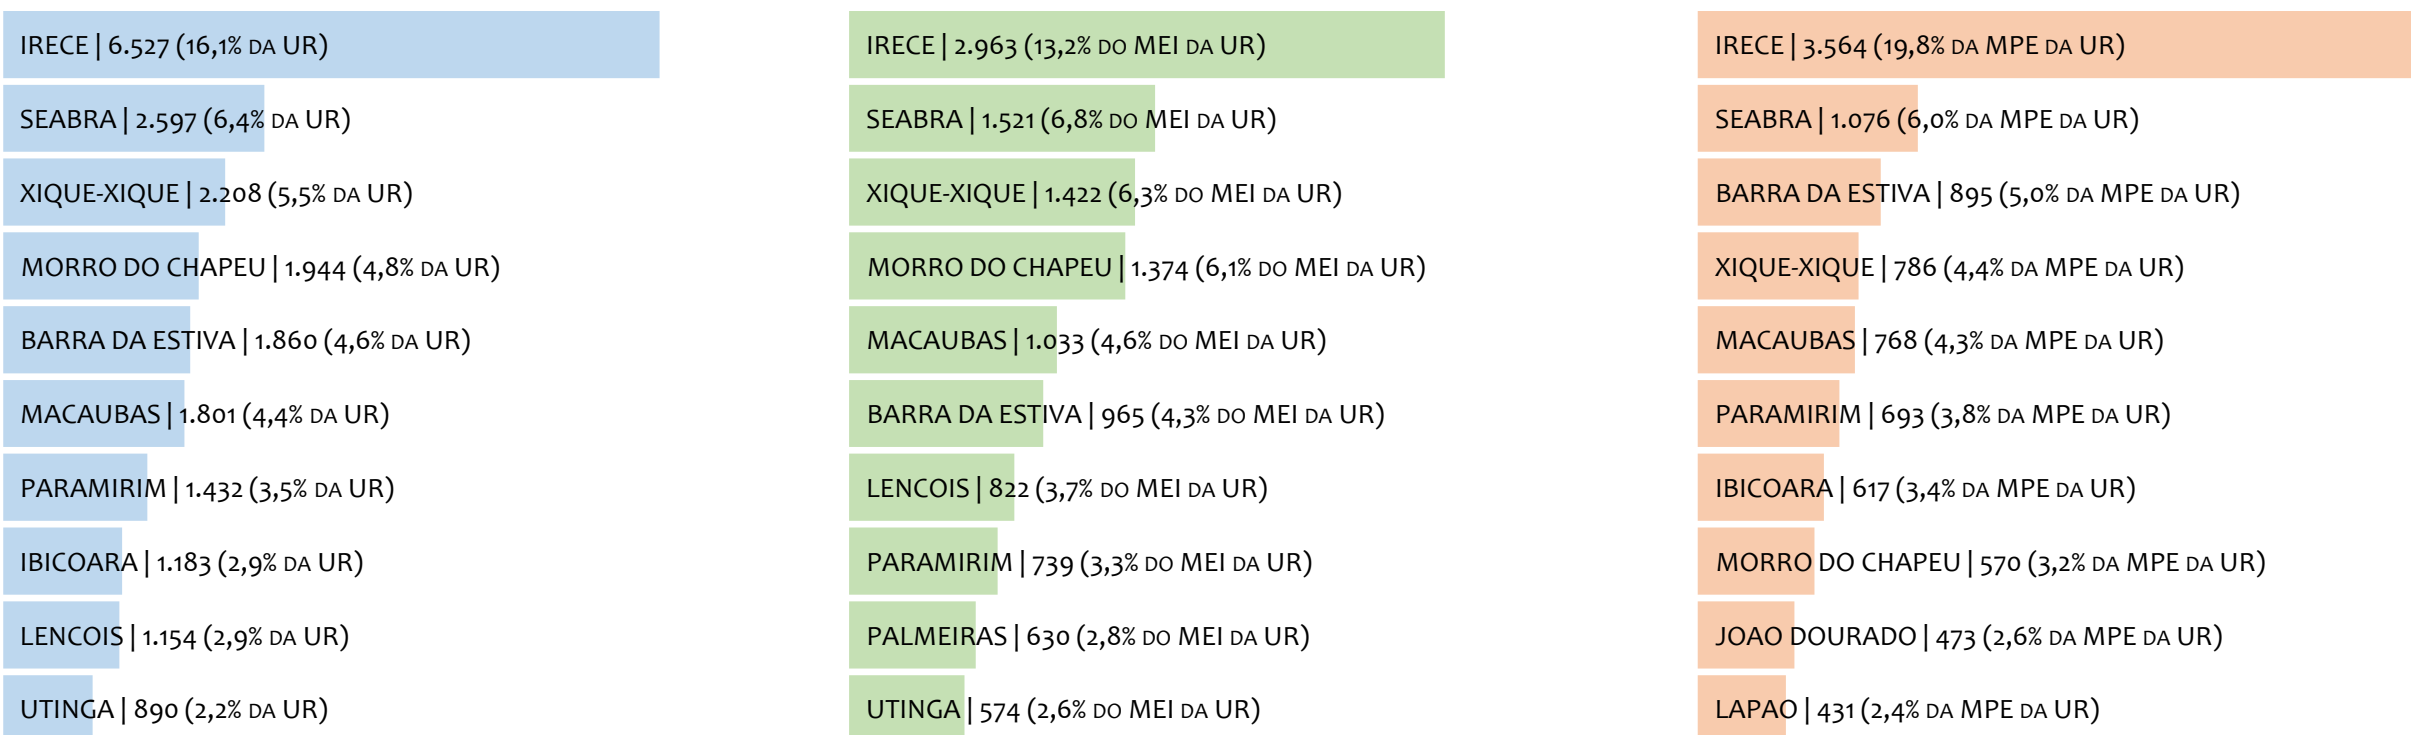 IRECE | 6.527 (16,1% DA UR)
SEABRA | 2.597 (6,4% DA UR)
XIQUE-XIQUE | 2.208 (5,5% DA UR)
MORRO DO CHAPEU | 1.944 (4,8% DA UR)
BARRA DA ESTIVA | 1.860 (4,6% DA UR)
MACAUBAS | 1.801 (4,4% DA UR)
PARAMIRIM | 1.432 (3,5% DA UR)
IBICOARA | 1.183 (2,9% DA UR)
LENCOIS | 1.154 (2,9% DA UR)
UTINGA | 890 (2,2% DA UR)
IRECE | 2.963 (13,2% DO MEI DA UR)
SEABRA | 1.521 (6,8% DO MEI DA UR)
XIQUE-XIQUE | 1.422 (6,3% DO MEI DA UR)
MORRO DO CHAPEU | 1.374 (6,1% DO MEI DA UR)
MACAUBAS | 1.033 (4,6% DO MEI DA UR)
BARRA DA ESTIVA | 965 (4,3% DO MEI DA UR)
LENCOIS | 822 (3,7% DO MEI DA UR)
PARAMIRIM | 739 (3,3% DO MEI DA UR)
PALMEIRAS | 630 (2,8% DO MEI DA UR)
UTINGA | 574 (2,6% DO MEI DA UR)
IRECE | 3.564 (19,8% DA MPE DA UR)
SEABRA | 1.076 (6,0% DA MPE DA UR)
BARRA DA ESTIVA | 895 (5,0% DA MPE DA UR)
XIQUE-XIQUE | 786 (4,4% DA MPE DA UR)
MACAUBAS | 768 (4,3% DA MPE DA UR)
PARAMIRIM | 693 (3,8% DA MPE DA UR)
IBICOARA | 617 (3,4% DA MPE DA UR)
MORRO DO CHAPEU | 570 (3,2% DA MPE DA UR)
JOAO DOURADO | 473 (2,6% DA MPE DA UR)
LAPAO | 431 (2,4% DA MPE DA UR)